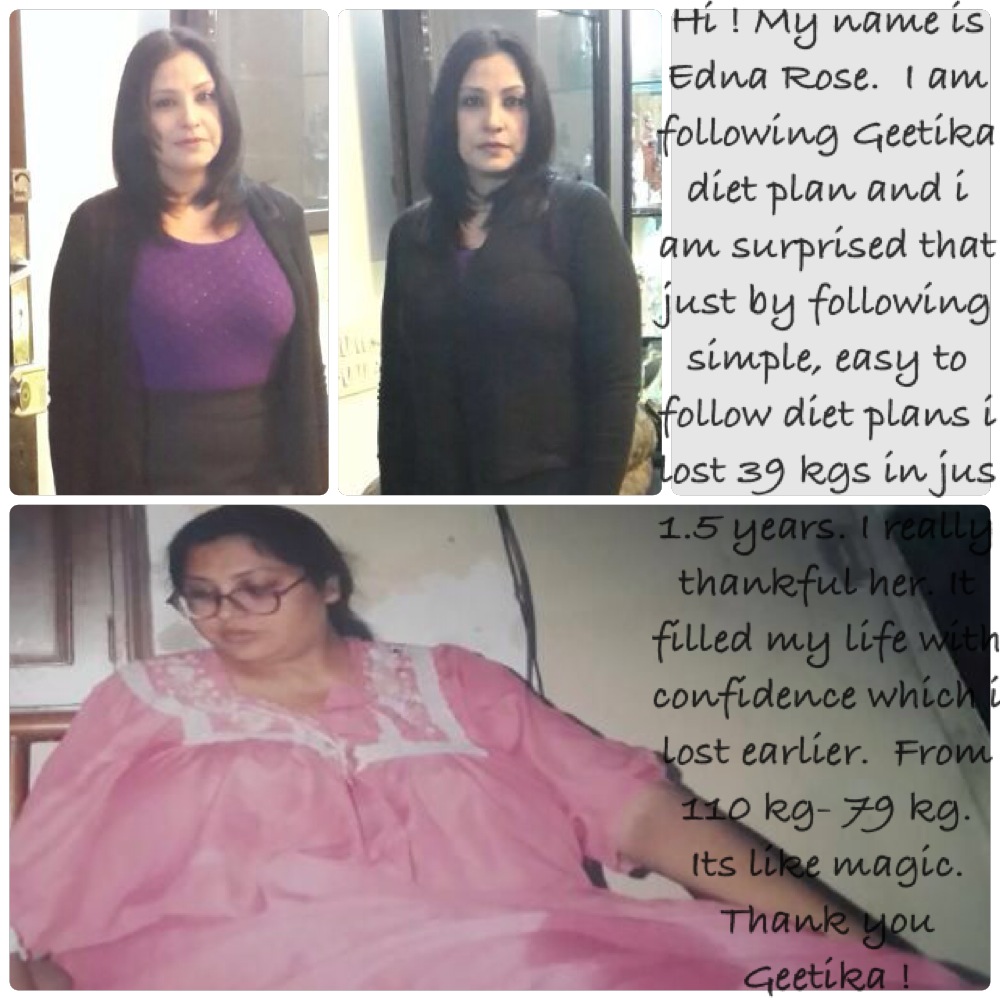 Hi ! My name is
Edna Rose. I am
following Geetika
diet plan and i
am surprised that
just by following
simple, easy to
follow diet plans i
lost 39 kgs in jus
1.5 years. I really
thankful her. It
filled my life with
confidence which i
lost earlier. From
110 kg- 79 kg.
Its like magic.
Thank you
Geetika !